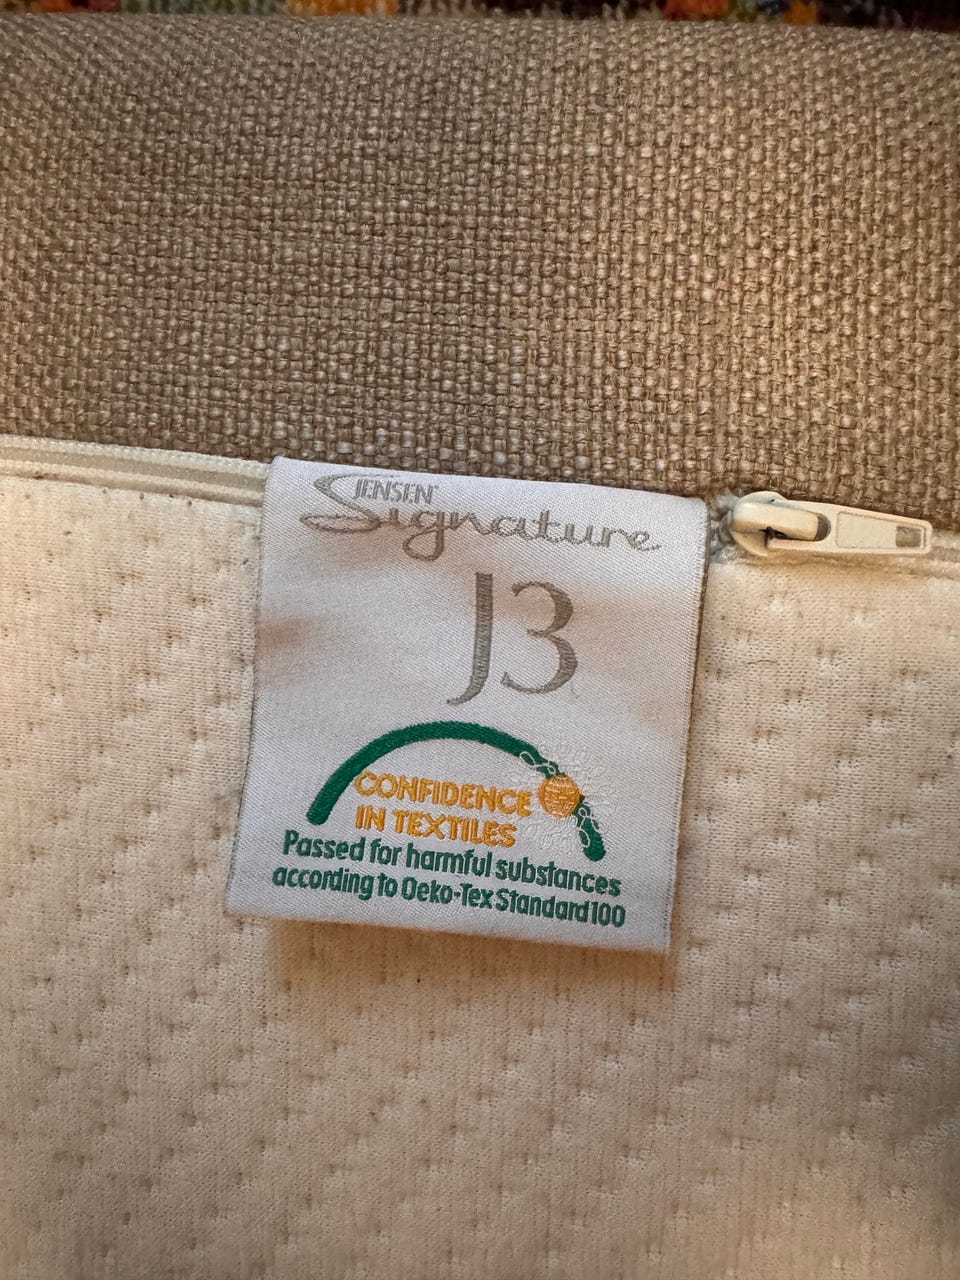 JENSEN®
Signature
J3
CONFIDENCE
IN TEXTILES
Passed for harmful substances
according to Oeko-Tex Standard 100